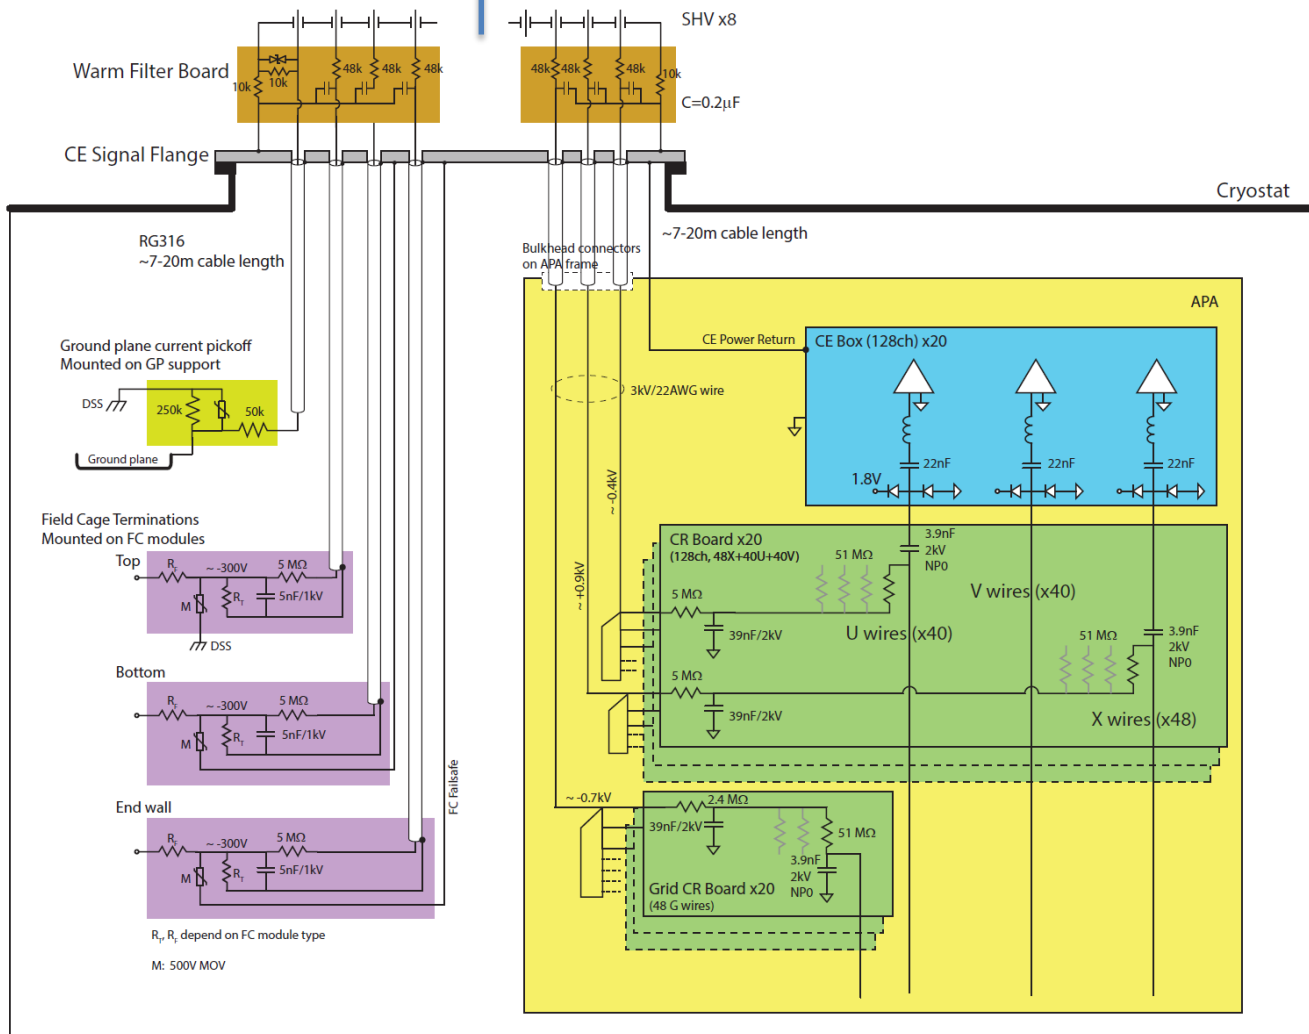 SHV x8
Warm Filter Board
10k
10k
48k
48k
48k
48k
48k
48k
10k
C=0.2μF
CE Signal Flange
Cryostat
RG316
~7-20m cable length
~7-20m cable length
Bulkhead connectors
on APA frame
APA
Ground plane current pickoff
Mounted on GP support
DSS
250k
50k
Ground plane
CE Power Return
CE Box (128ch) x20
3kV/22AWG wire
22nF
22nF
22nF
1.8V
~ -0.4kV
~ +0.9kV
Field Cage Terminations
Mounted on FC modules
Top
RF
~ -300V
5 MΩ
M
RT
5nF/1kV
DSS
Bottom
RF
~ -300V
5 MΩ
M
RT
5nF/1kV
End wall
RF
~ -300V
5 MΩ
M
RT
5nF/1kV
FC Failsafe
RT, RF depend on FC module type
M: 500V MOV
CR Board x20
(128ch, 48X+40U+40V)
51 MΩ
3.9nF
2kV
NP0
5 MΩ
39nF/2kV
V wires (x40)
U wires (x40)
51 MΩ
3.9nF
2kV
NP0
5 MΩ
39nF/2kV
X wires (x48)
~ -0.7kV
2.4 MΩ
39nF/2kV
51 MΩ
3.9nF
2kV
NP0
Grid CR Board x20
(48 G wires)